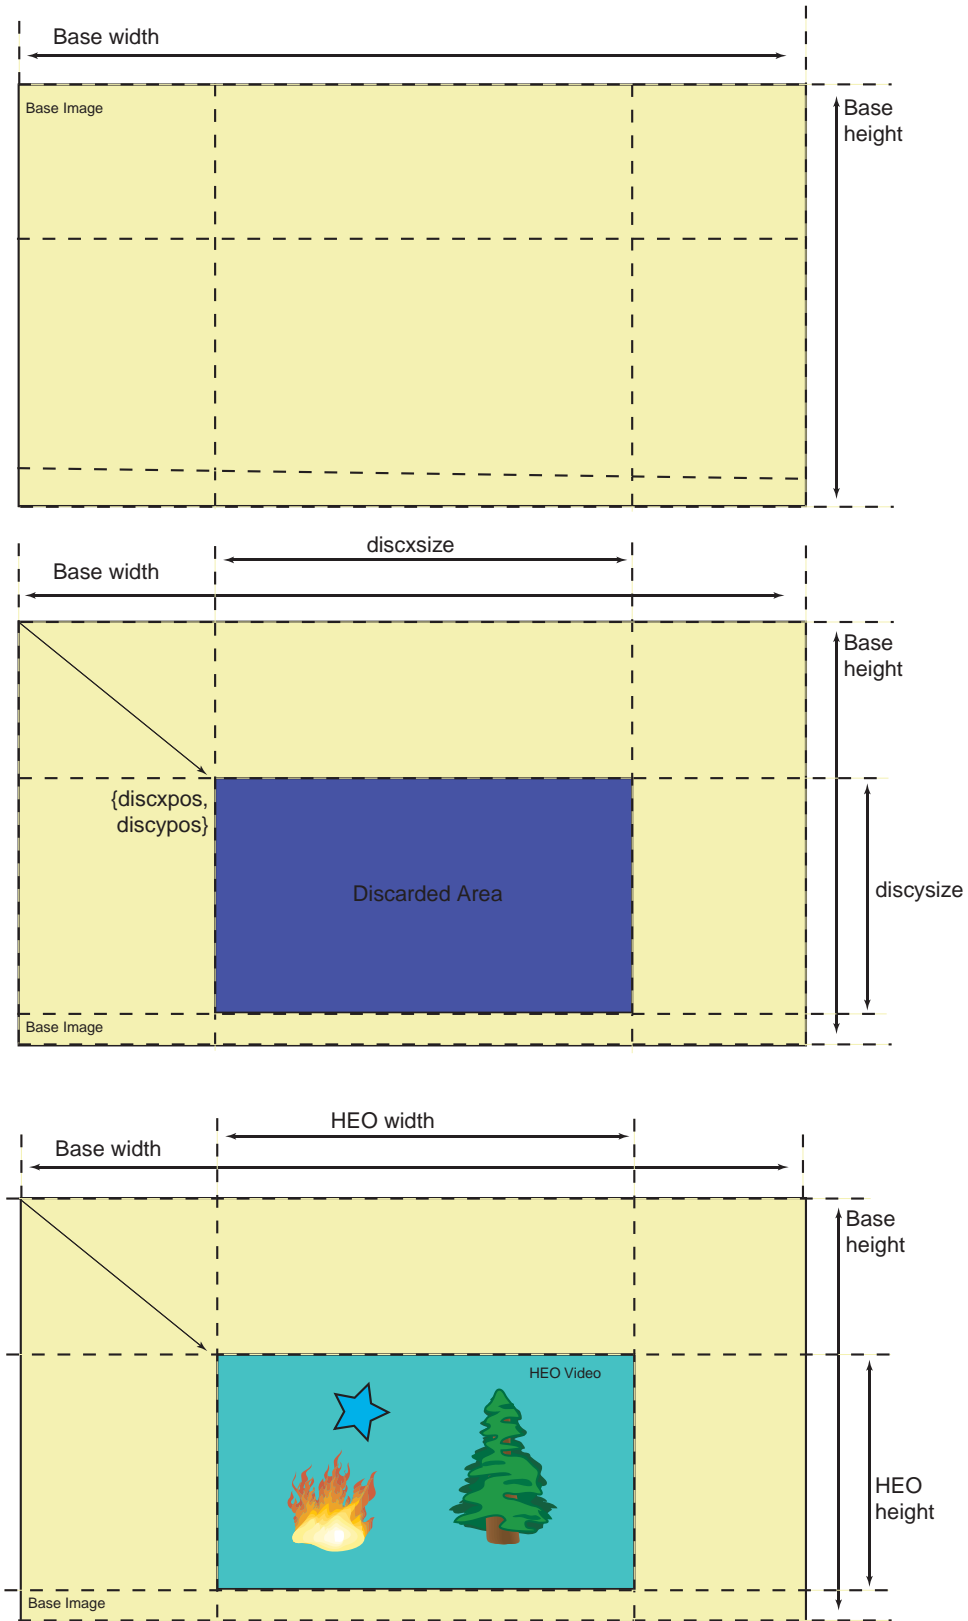 Base width
Base Image
Base
height
discxsize
Base width
Base
height
{discxpos,
discypos}
Discarded Area
discysize
Base Image
HEO width
Base width
Base
height
HEO Video
HEO
height
Base Image